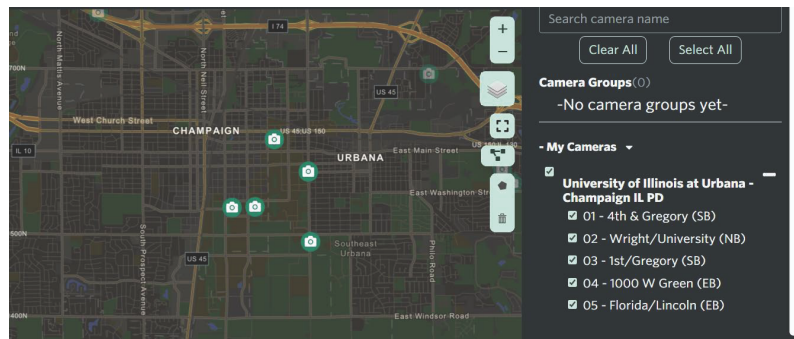 Search camera name
Clear All
Select All
Camera Groups(0)
-No camera groups yet-
- My Cameras
University of Illinois at Urbana -
Champaign IL PD
01 - 4th & Gregory (SB)
02 - Wright/University (NB)
03 - 1st/Gregory (SB)
04 - 1000 W Green (EB)
05 - Florida/Lincoln (EB)
I 74
North Mattis Avenue
North Neil Street
700N
US 45
West Church Street
CHAMPAIGN
US 45;US 150
IL 10
URBANA
East Main Street
East Washington Str
500N
South Prospect Avenue
US 45
Southeast
Urbana
Philo Road
400N
East Windsor Road
+
−